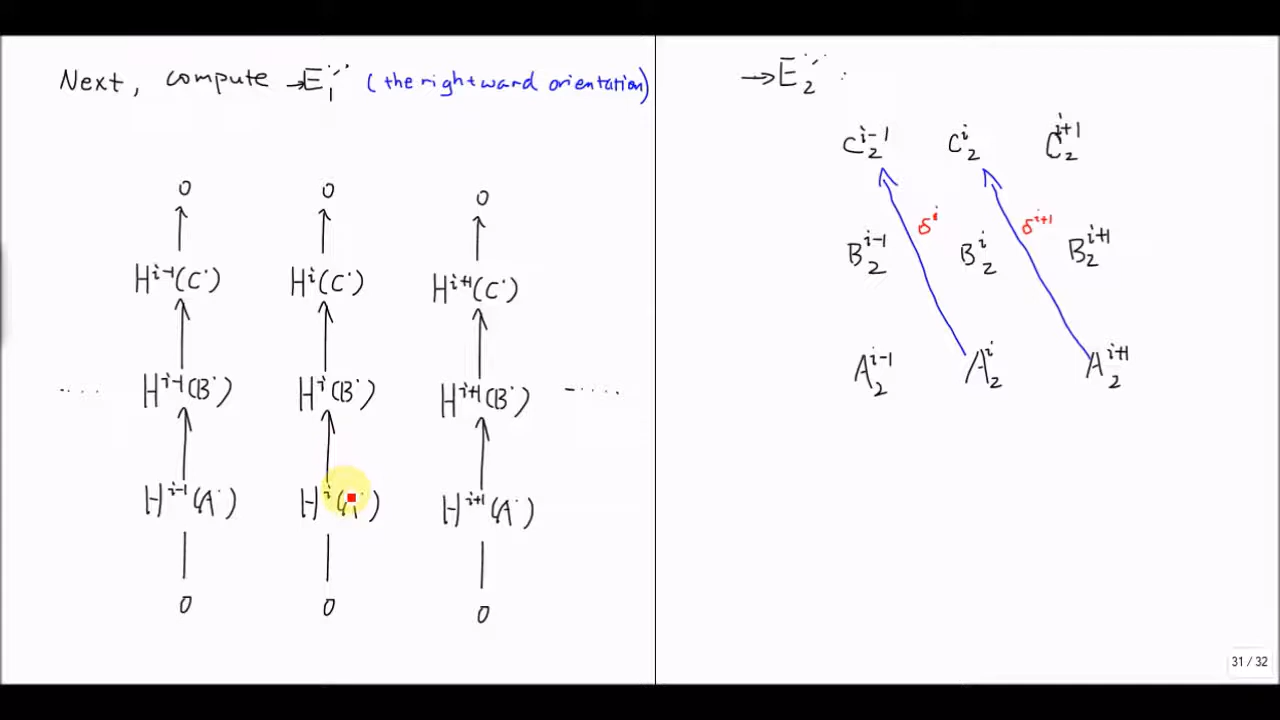 Next, compute →E₁^{·,·} (the rightward orientation)
0 0 0
Hⁱ⁻¹(C˙) Hⁱ(C˙) Hⁱ⁺¹(C˙)
···· Hⁱ⁻¹(B˙) Hⁱ(B˙) Hⁱ⁺¹(B˙) -····
Hⁱ⁻¹(A˙) Hⁱ(A˙) Hⁱ⁺¹(A˙)
0 0 0
→E₂^{·,·} :
C₂ⁱ⁻¹ C₂ⁱ C₂ⁱ⁺¹
δⁱ δⁱ⁺¹
B₂ⁱ⁻¹ B₂ⁱ B₂ⁱ⁺¹
A₂ⁱ⁻¹ A₂ⁱ A₂ⁱ⁺¹
31 / 32